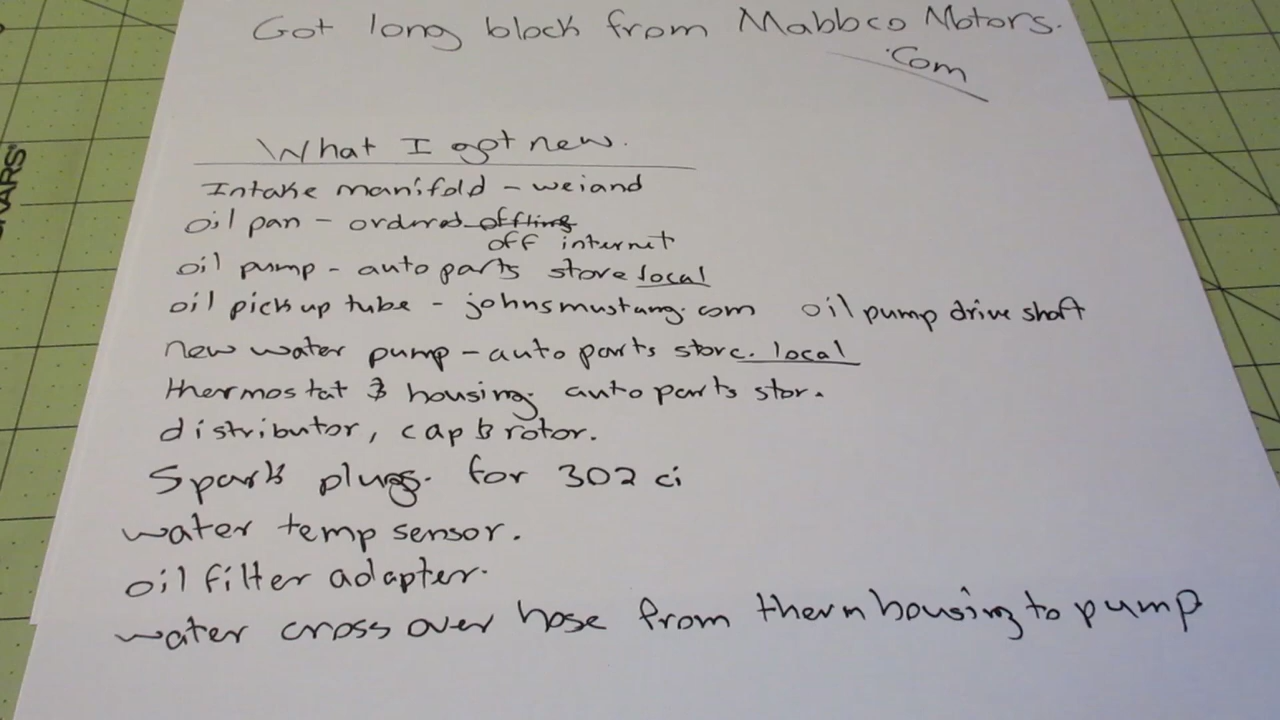 Got long block from Mabbco Motors.
.Com
What I got new.
Intake manifold - weiand
oil pan - ordered offline
off internet
oil pump - auto parts store local
oil pick up tube - johnsmustang.com oil pump drive shaft
new water pump - auto parts store. local
thermostat & housing. auto parts stor.
distributor, cap & rotor.
Spark plugs. for 302 ci
water temp sensor.
oil filter adapter.
water cross over hose from therm housing to pump
KARS